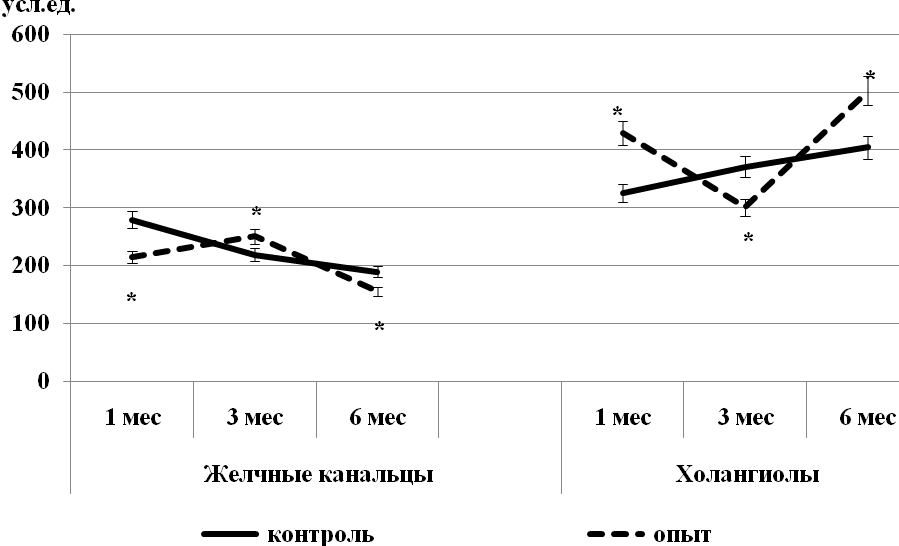 усл.ед.
600
500
400
300
200
100
0
* * * * * *
1 мес 3 мес 6 мес 1 мес 3 мес 6 мес
Желчные канальцы Холангиолы
контроль опыт